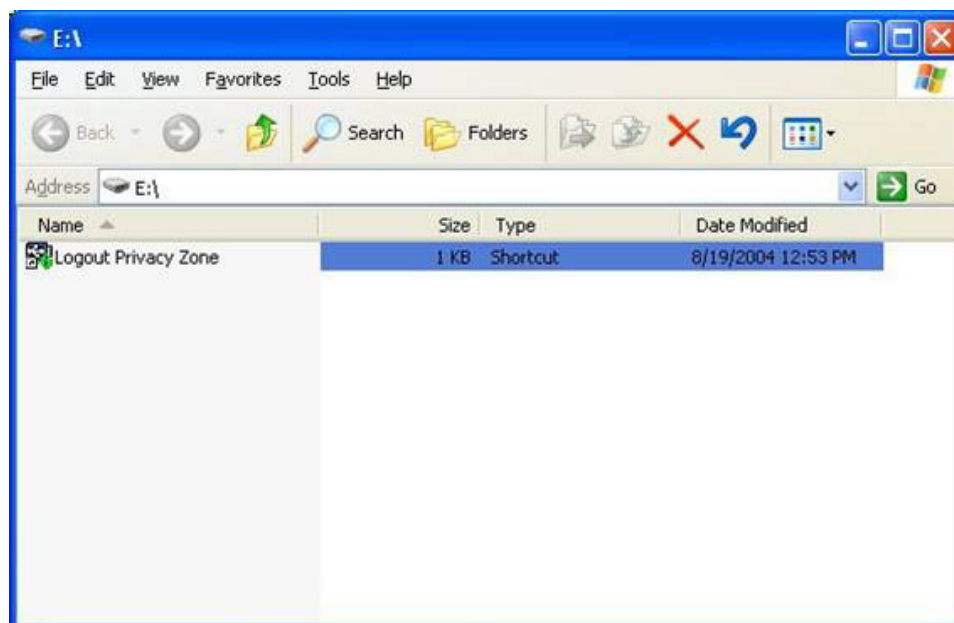 E:\
File Edit View Favorites Tools Help
Back Search Folders
Address E:\ Go
Name Size Type Date Modified
Logout Privacy Zone 1 KB Shortcut 8/19/2004 12:53 PM